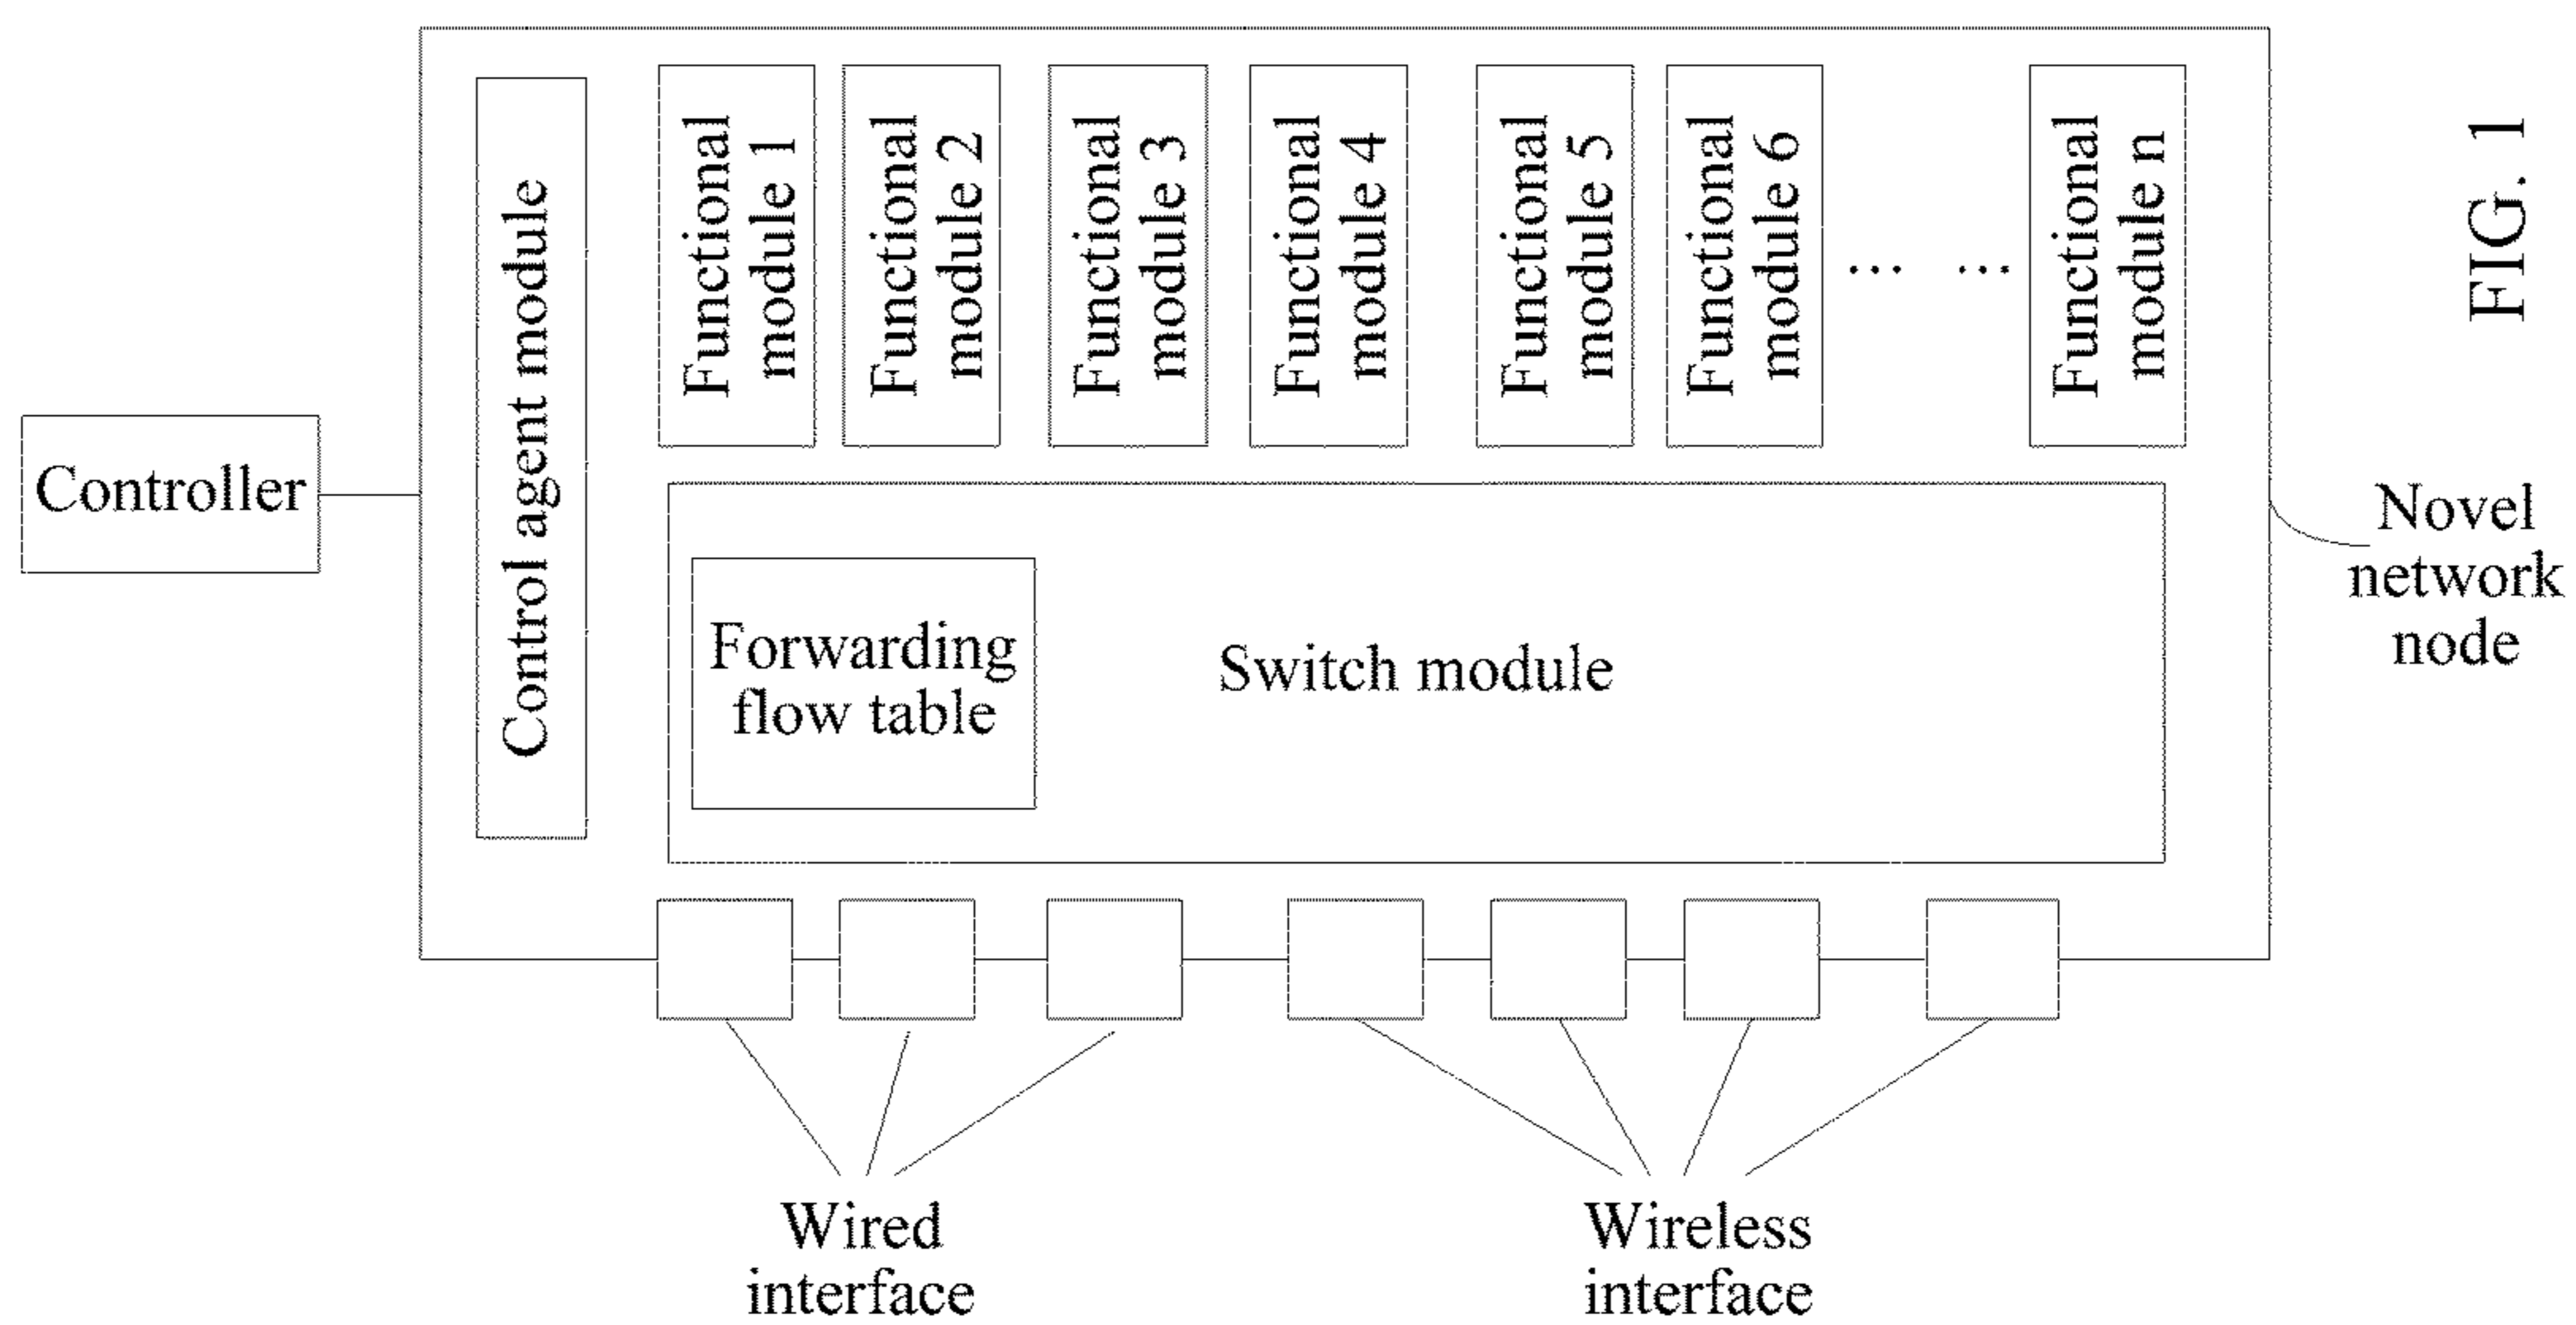 Controller
Control agent module
Functional
module 1
Functional
module 2
Functional
module 3
Functional
module 4
Functional
module 5
Functional
module 6
... ...
Functional
module n
Forwarding
flow table
Switch module
Novel
network
node
Wired
interface
Wireless
interface
FIG. 1